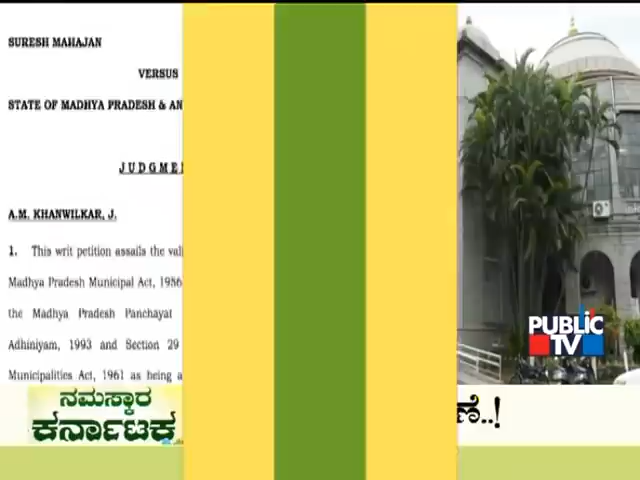 SURESH MAHAJAN
VERSUS
STATE OF MADHYA PRADESH & AN
JUDGME
A.M. KHANWILKAR, J.
1. This writ petition assails the vali
Madhya Pradesh Municipal Act, 1956
the Madhya Pradesh Panchayat
Adhiniyam, 1993 and Section 29
Municipalities Act, 1961 as being a
PUBLiC
TV
ನಮಸ್ಕಾರ
ಕರ್ನಾಟಕ
ಣೆ..!